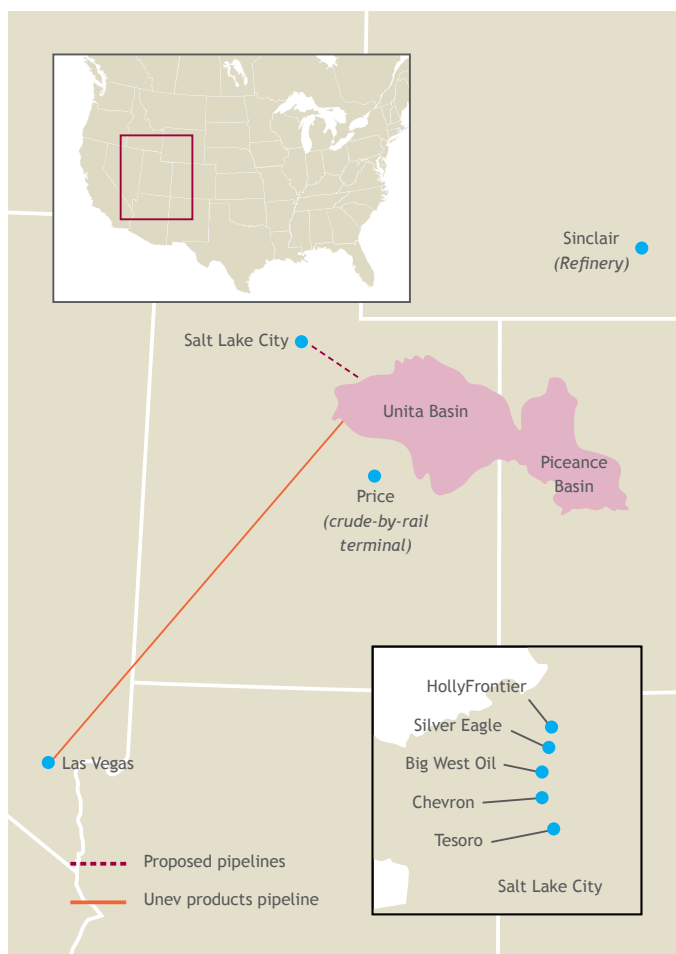 Sinclair
(Refinery)
Salt Lake City
Unita Basin
Piceance
Basin
Price
(crude-by-rail
terminal)
HollyFrontier
Silver Eagle
Big West Oil
Chevron
Tesoro
Salt Lake City
Las Vegas
Proposed pipelines
Unev products pipeline